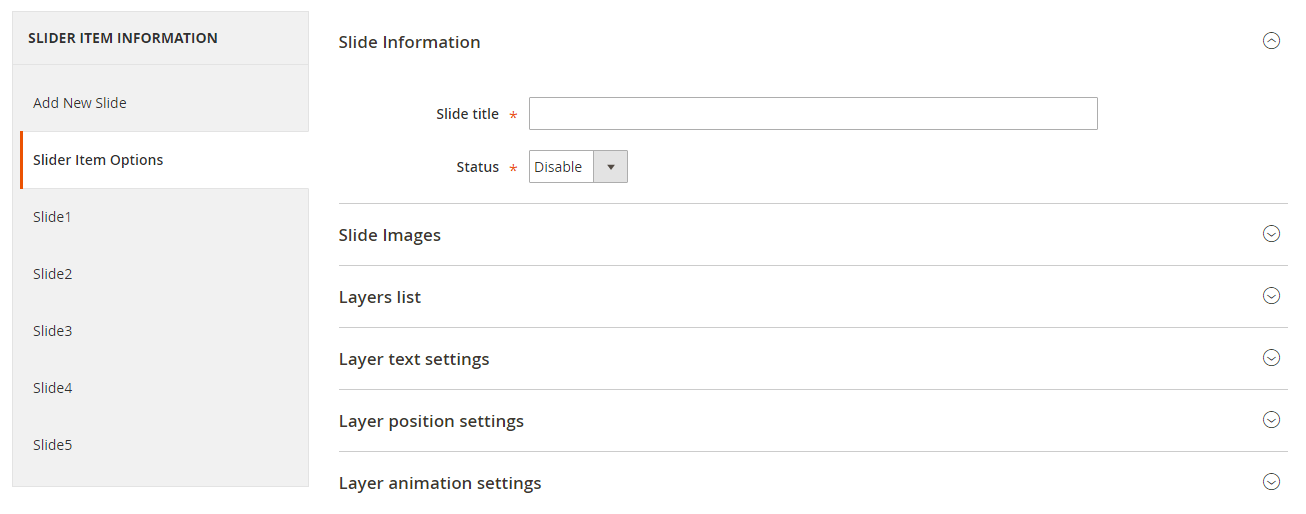 SLIDER ITEM INFORMATION
Add New Slide
Slider Item Options
Slide1
Slide2
Slide3
Slide4
Slide5
Slide Information
Slide title *
Status * Disable
Slide Images
Layers list
Layer text settings
Layer position settings
Layer animation settings